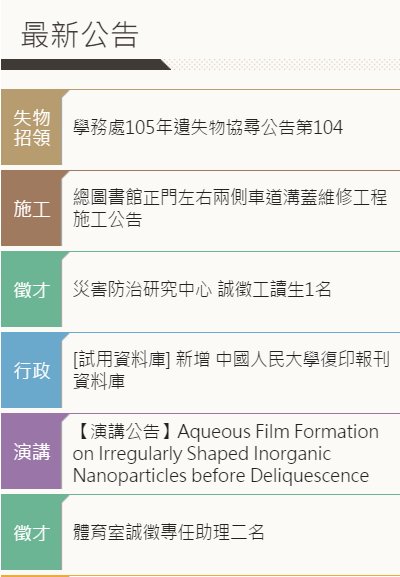 最新公告
失物
招領
學務處105年遺失物協尋公告第104
施工
總圖書館正門左右兩側車道溝蓋維修工程
施工公告
徵才
災害防治研究中心 誠徵工讀生1名
行政
[試用資料庫] 新增 中國人民大學復印報刊
資料庫
演講
【演講公告】Aqueous Film Formation
on Irregularly Shaped Inorganic
Nanoparticles before Deliquescence
徵才
體育室誠徵專任助理二名